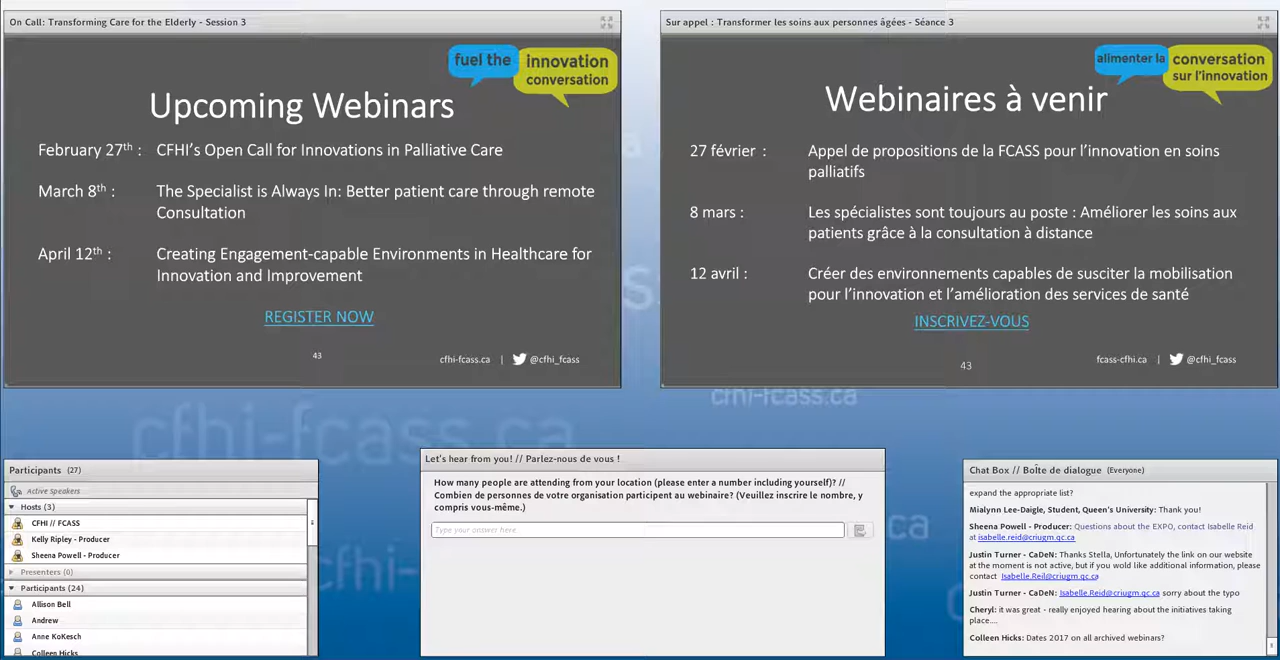 On Call: Transforming Care for the Elderly - Session 3
fuel the
innovation
conversation
Upcoming Webinars
February 27th : CFHI's Open Call for Innovations in Palliative Care
March 8th : The Specialist is Always In: Better patient care through remote
Consultation
April 12th : Creating Engagement-capable Environments in Healthcare for
Innovation and Improvement
REGISTER NOW
43
cfhi-fcass.ca | @cfhi_fcass
Sur appel : Transformer les soins aux personnes âgées - Séance 3
alimenter la
conversation
sur l'innovation
Webinaires à venir
27 février : Appel de propositions de la FCASS pour l'innovation en soins
palliatifs
8 mars : Les spécialistes sont toujours au poste : Améliorer les soins aux
patients grâce à la consultation à distance
12 avril : Créer des environnements capables de susciter la mobilisation
pour l'innovation et l'amélioration des services de santé
INSCRIVEZ-VOUS
43
fcass-cfhi.ca | @cfhi_fcass
cfhi-fcass.ca
cfhi-fcass.ca
Participants (27)
Active Speakers
Hosts (3)
CFHI // FCASS
Kelly Ripley - Producer
Sheena Powell - Producer
Presenters (0)
Participants (24)
Allison Bell
Andrew
Anne KoKesch
Colleen Hicks
Let's hear from you! // Parlez-nous de vous !
How many people are attending from your location (please enter a number including yourself)? //
Combien de personnes de votre organisation participent au webinaire? (Veuillez inscrire le nombre, y
compris vous-même.)
Type your answer here
Chat Box // Boîte de dialogue (Everyone)
expand the appropriate list?
Mialynn Lee-Daigle, Student, Queen's University: Thank you!
Sheena Powell - Producer: Questions about the EXPO, contact Isabelle Reid
at isabelle.reid@criugm.qc.ca
Justin Turner - CaDeN: Thanks Stella, Unfortunately the link on our website
at the moment is not active, but if you wold like additional information, please
contact Isabelle.Reil@criugm.qc.ca
Justin Turner - CaDeN: Isabelle.Reid@criugm.qc.ca sorry about the typo
Cheryl: it was great - really enjoyed hearing about the initiatives taking
place....
Colleen Hicks: Dates 2017 on all archived webinars?